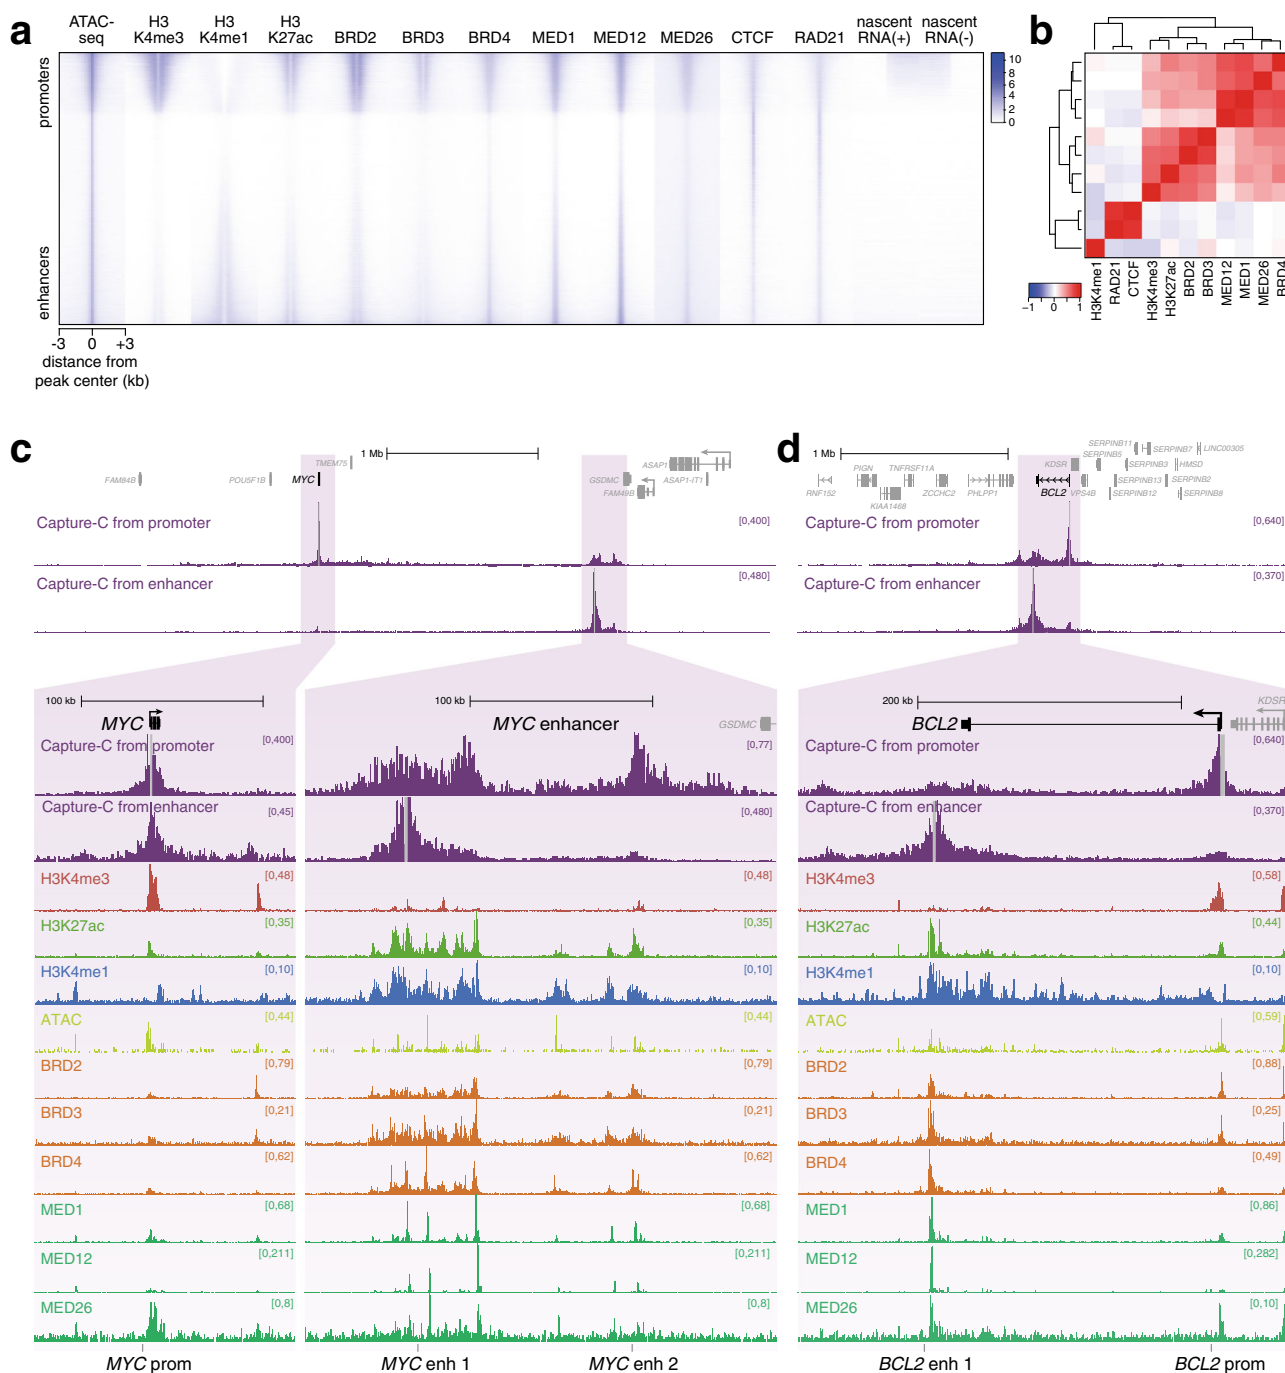 a
ATAC-seq
H3 K4me3
H3 K4me1
H3 K27ac
BRD2
BRD3
BRD4
MED1
MED12
MED26
CTCF
RAD21
nascent RNA(+)
nascent RNA(-)
promoters
enhancers
10
8
6
4
2
0
-3 0 +3
distance from
peak center (kb)
b
H3K4me1
RAD21
CTCF
H3K4me3
H3K27ac
BRD2
BRD3
MED12
MED1
MED26
BRD4
−1 0 1
c
1 Mb
TMEM75
FAM84B
POU5F1B
MYC
GSDMC
FAM49B
ASAP1
ASAP1-IT1
Capture-C from promoter
[0,400]
Capture-C from enhancer
[0,480]
100 kb
MYC
Capture-C from promoter [0,400]
Capture-C from enhancer [0,45]
H3K4me3 [0,48]
H3K27ac [0,35]
H3K4me1 [0,10]
ATAC [0,44]
BRD2 [0,79]
BRD3 [0,21]
BRD4 [0,62]
MED1 [0,68]
MED12 [0,211]
MED26 [0,8]
MYC prom
100 kb
MYC enhancer
GSDMC
[0,77]
[0,480]
[0,48]
[0,35]
[0,10]
[0,44]
[0,79]
[0,21]
[0,62]
[0,68]
[0,211]
[0,8]
MYC enh 1
MYC enh 2
d
1 Mb
RNF152
PIGN
KIAA1468
TNFRSF11A
ZCCHC2
PHLPP1
KDSR
BCL2
VPS4B
SERPINB11
SERPINB5
SERPINB7
LINC00305
SERPINB3
HMSD
SERPINB13
SERPINB2
SERPINB12
SERPINB8
Capture-C from promoter
[0,640]
Capture-C from enhancer
[0,370]
200 kb
BCL2
KDSR
Capture-C from promoter [0,640]
Capture-C from enhancer [0,370]
H3K4me3 [0,58]
H3K27ac [0,44]
H3K4me1 [0,10]
ATAC [0,59]
BRD2 [0,88]
BRD3 [0,25]
BRD4 [0,49]
MED1 [0,86]
MED12 [0,282]
MED26 [0,10]
BCL2 enh 1
BCL2 prom